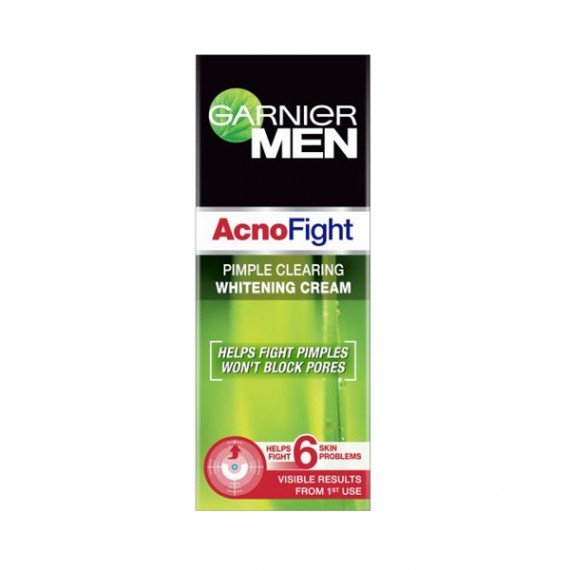 GARNIER
MEN
AcnoFight
PIMPLE CLEARING
WHITENING CREAM
HELPS FIGHT PIMPLES
WON'T BLOCK PORES
HELPS FIGHT 6 SKIN PROBLEMS
VISIBLE RESULTS
FROM 1ST USE